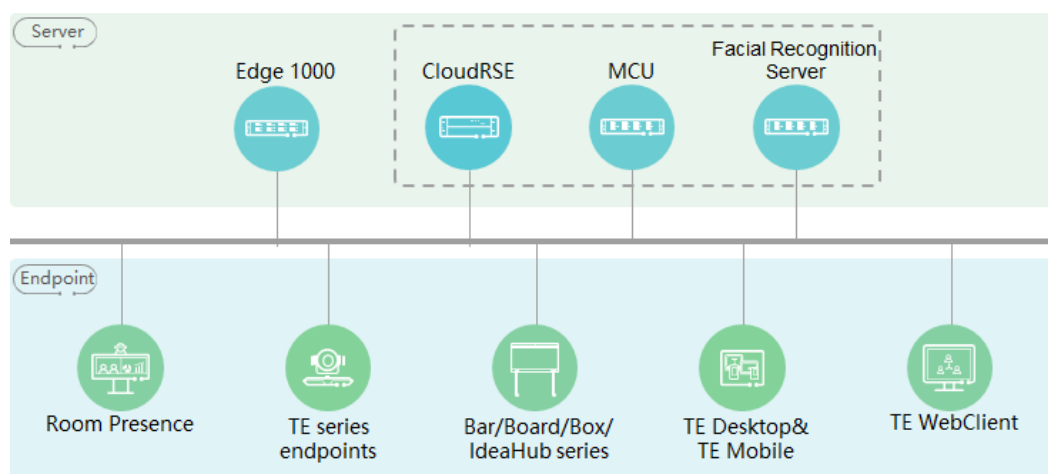 Server
Edge 1000
CloudRSE
MCU
Facial Recognition
Server
Endpoint
Room Presence
TE series
endpoints
Bar/Board/Box/
IdeaHub series
TE Desktop&
TE Mobile
TE WebClient